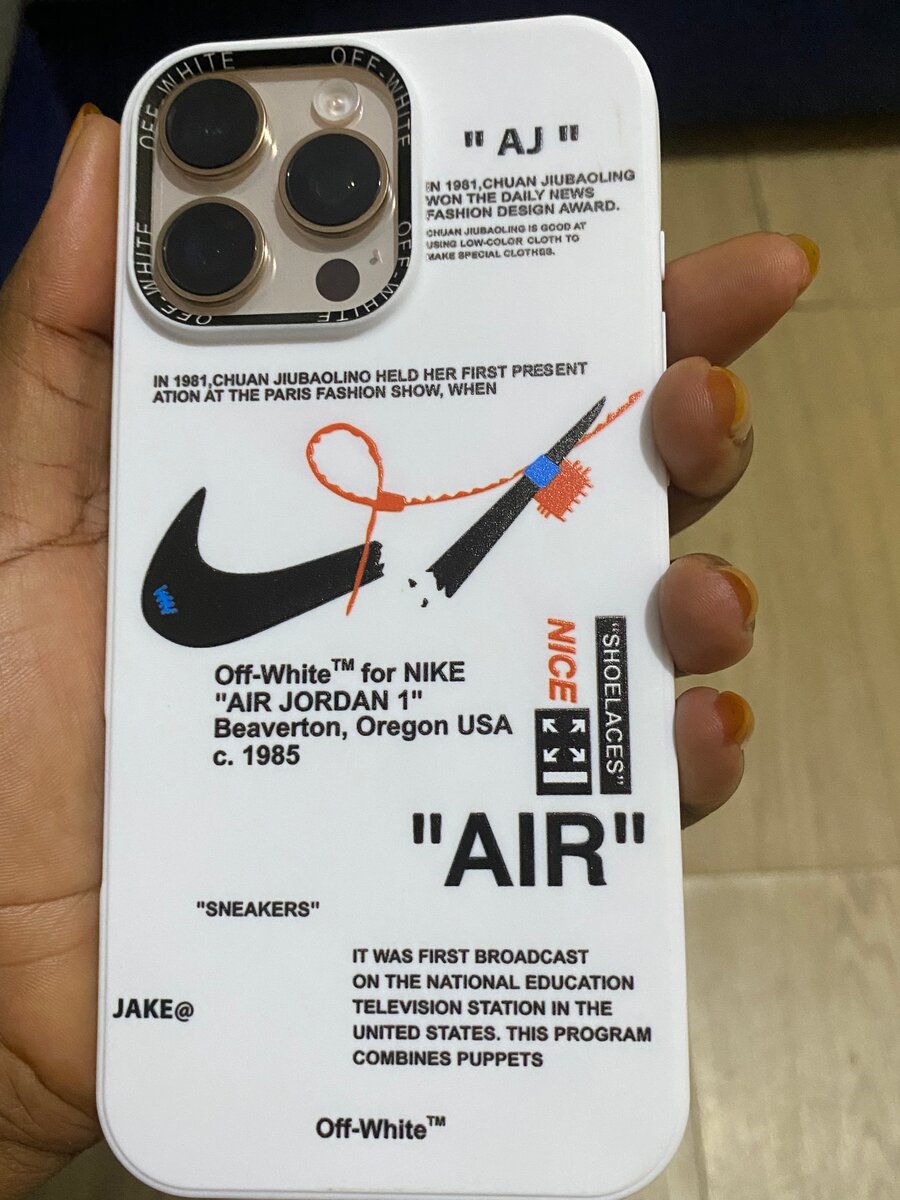 OFF-WHITE
OFF-WHITE
OFF-WHITE
OFF-WHITE
" AJ "
IN 1981,CHUAN JIUBAOLING
WON THE DAILY NEWS
FASHION DESIGN AWARD.
CHUAN JIUBAOLING IS GOOD AT
USING LOW-COLOR CLOTH TO
MAKE SPECIAL CLOTHES.
IN 1981,CHUAN JIUBAOLINO HELD HER FIRST PRESENT
ATION AT THE PARIS FASHION SHOW, WHEN
Off-White™ for NIKE
"AIR JORDAN 1"
Beaverton, Oregon USA
c. 1985
NICE
"SHOELACES"
"AIR"
"SNEAKERS"
IT WAS FIRST BROADCAST
ON THE NATIONAL EDUCATION
TELEVISION STATION IN THE
UNITED STATES. THIS PROGRAM
COMBINES PUPPETS
JAKE@
Off-White™